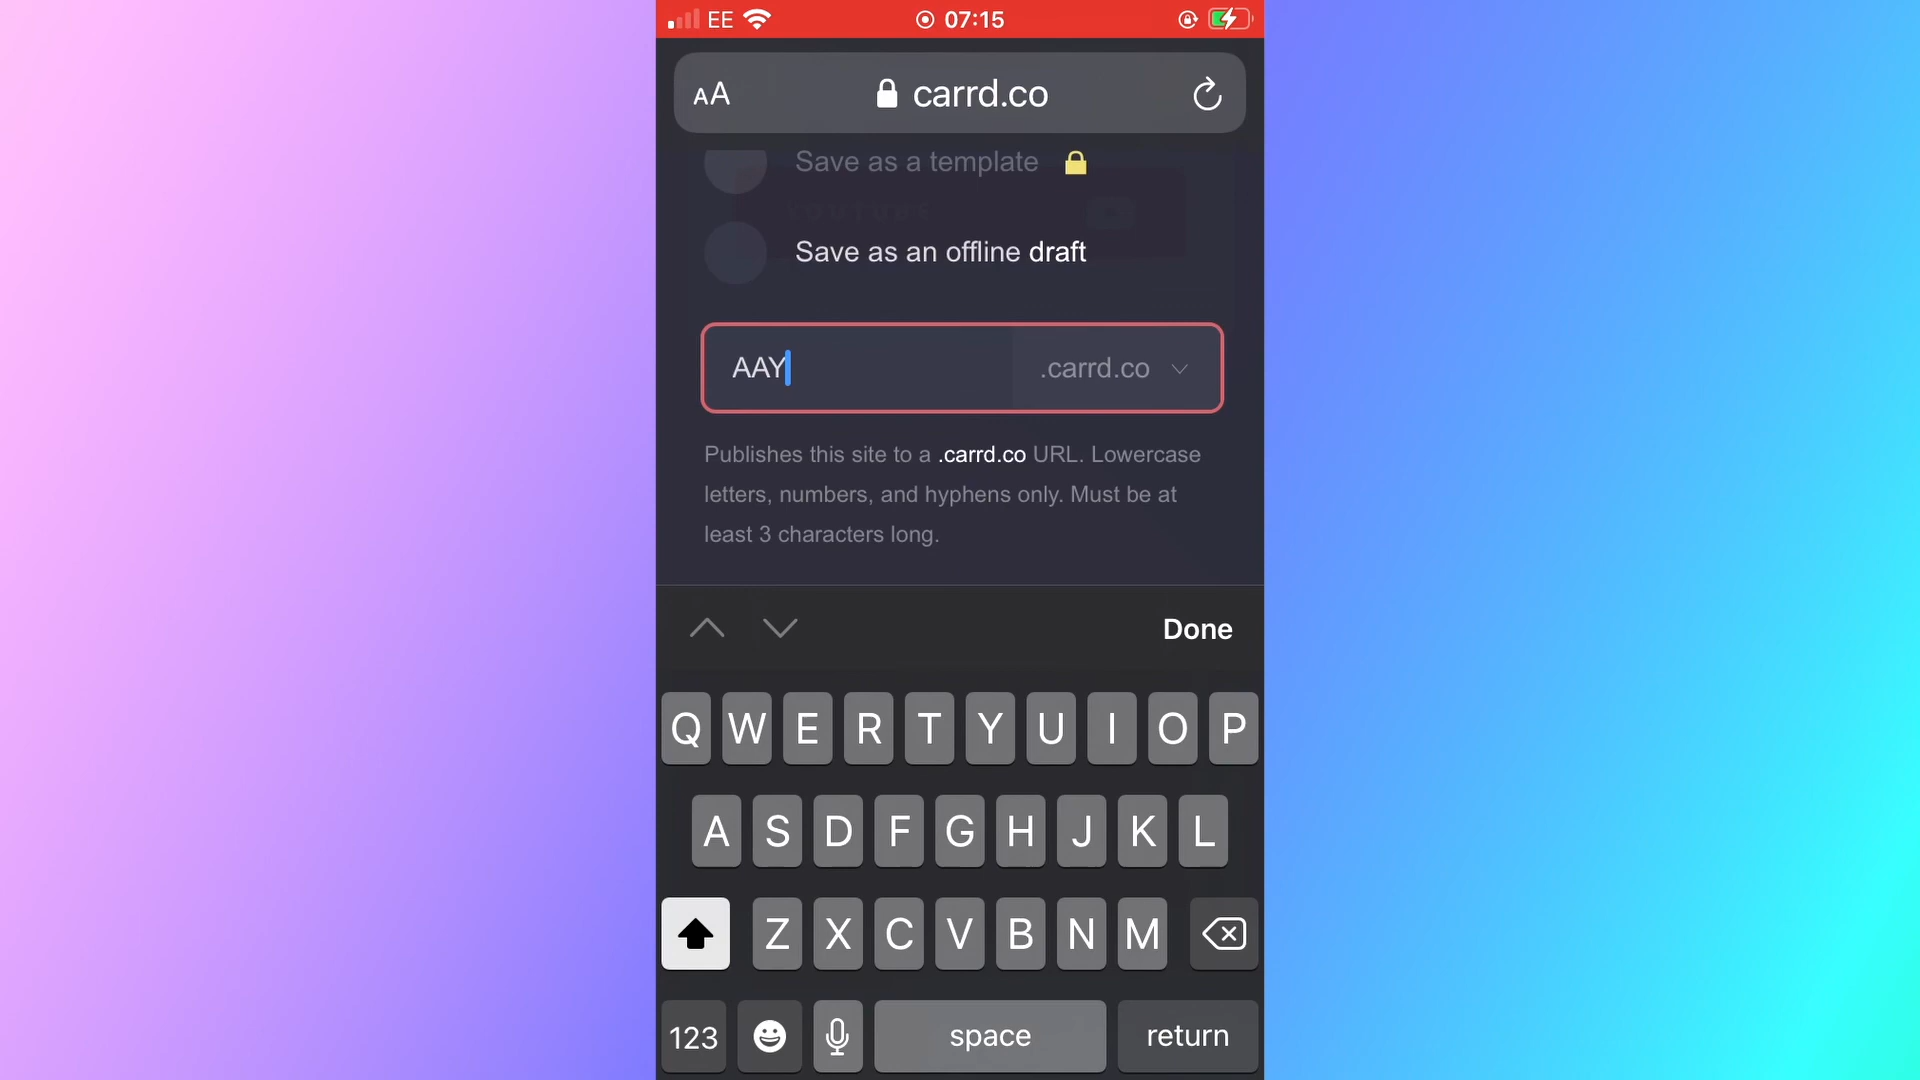 EE 07:15
AA carrd.co
Save as a template
Save as an offline draft
AAY .carrd.co
Publishes this site to a .carrd.co URL. Lowercase
letters, numbers, and hyphens only. Must be at
least 3 characters long.
Done
Q W E R T Y U I O P
A S D F G H J K L
Z X C V B N M
123 space return